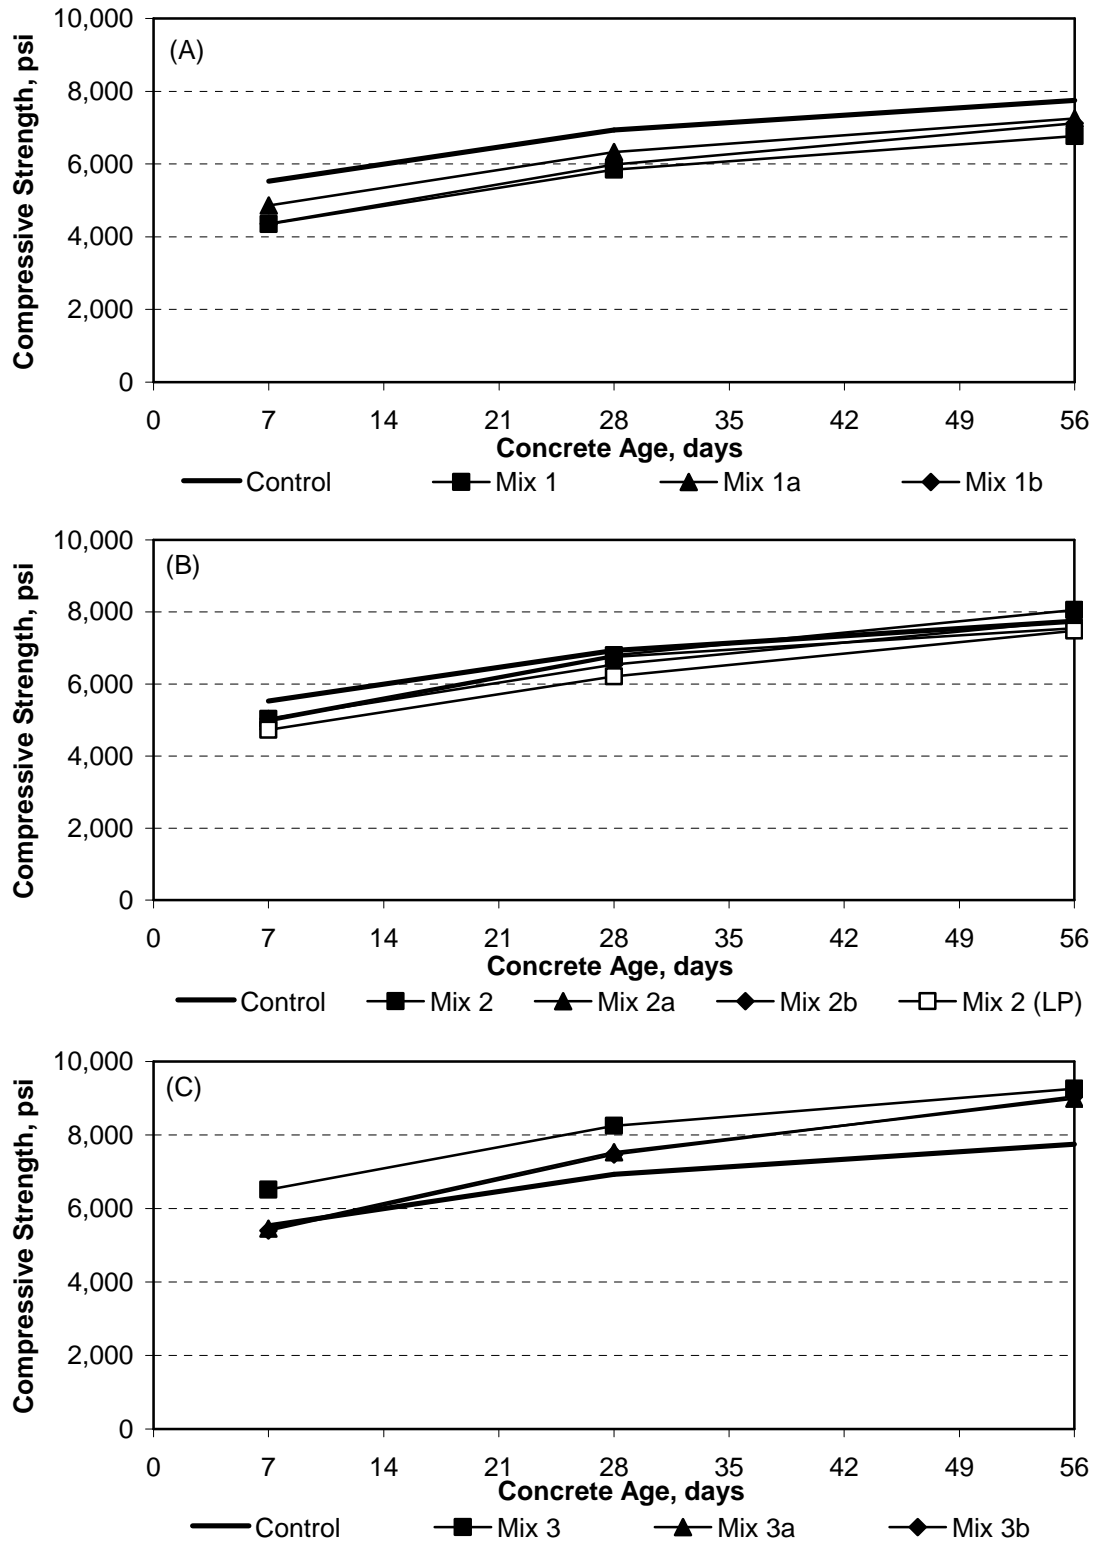 10,000
(A)
8,000
6,000
4,000
2,000
0
Compressive Strength, psi
0 7 14 21 28 35 42 49 56
Concrete Age, days
Control Mix 1 Mix 1a Mix 1b
10,000
(B)
8,000
6,000
4,000
2,000
0
Compressive Strength, psi
0 7 14 21 28 35 42 49 56
Concrete Age, days
Control Mix 2 Mix 2a Mix 2b Mix 2 (LP)
10,000
(C)
8,000
6,000
4,000
2,000
0
Compressive Strength, psi
0 7 14 21 28 35 42 49 56
Concrete Age, days
Control Mix 3 Mix 3a Mix 3b